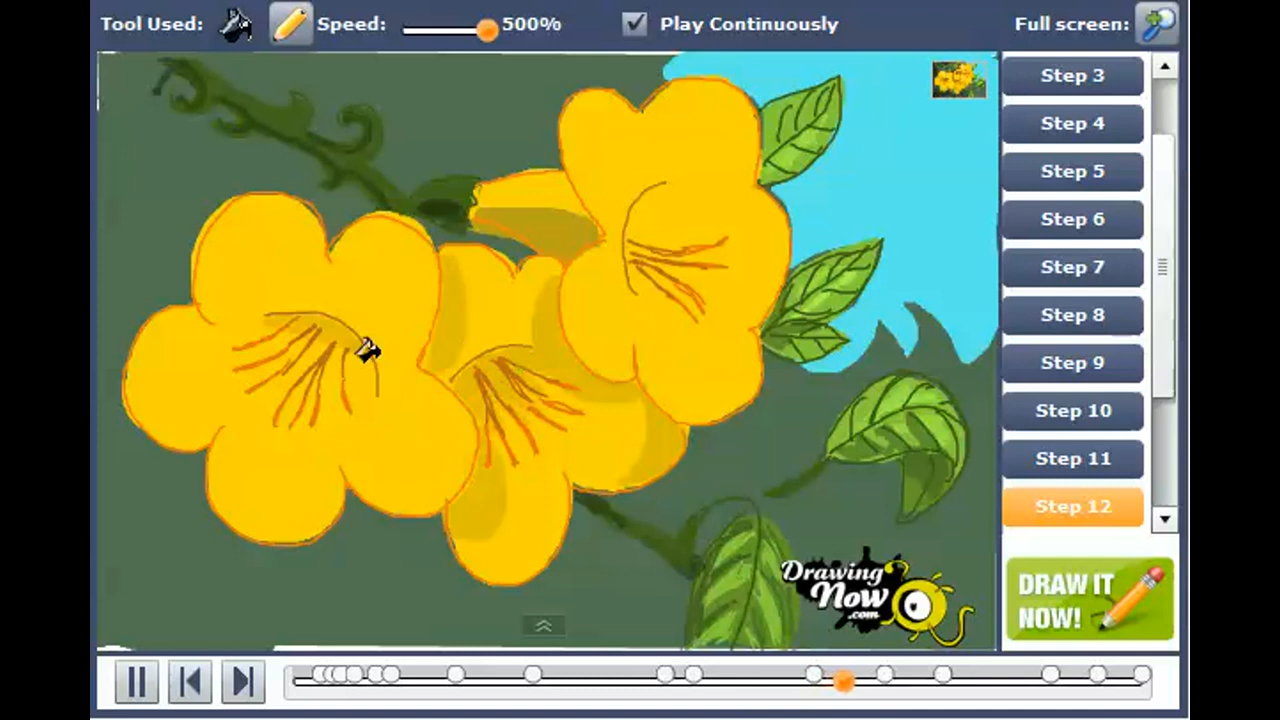 Tool Used: Speed: 500% Play Continuously Full screen:
Step 3
Step 4
Step 5
Step 6
Step 7
Step 8
Step 9
Step 10
Step 11
Step 12
Drawing
Now
.com
DRAW IT
NOW!